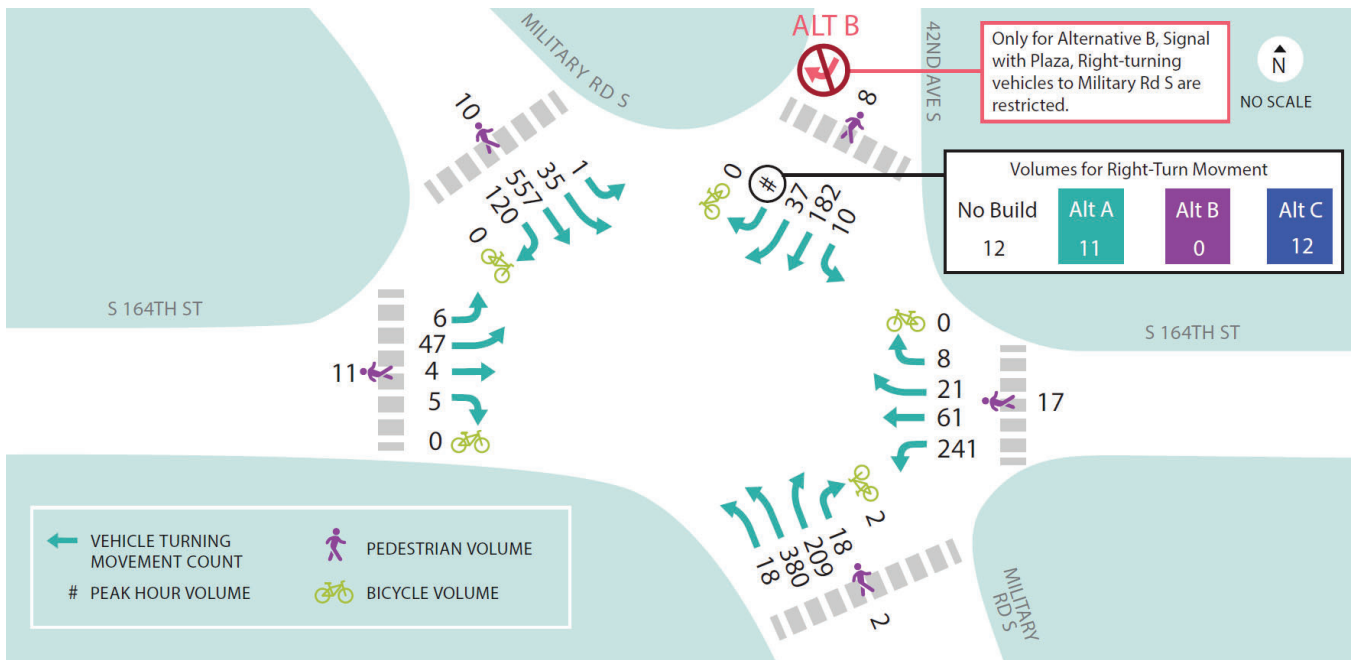 ALT B
MILITARY RD S
42ND AVE S
Only for Alternative B, Signal
with Plaza, Right-turning
vehicles to Military Rd S are
restricted.
N
NO SCALE
10
8
Volumes for Right-Turn Movment
No Build
Alt A
Alt B
Alt C
12
11
0
12
0
120
557
35
1
0
#
37
182
10
S 164TH ST
S 164TH ST
6
47
4
5
0
11
0
8
21
61
241
17
18
380
209
18
2
2
MILITARY
RD S
VEHICLE TURNING
MOVEMENT COUNT
# PEAK HOUR VOLUME
PEDESTRIAN VOLUME
BICYCLE VOLUME